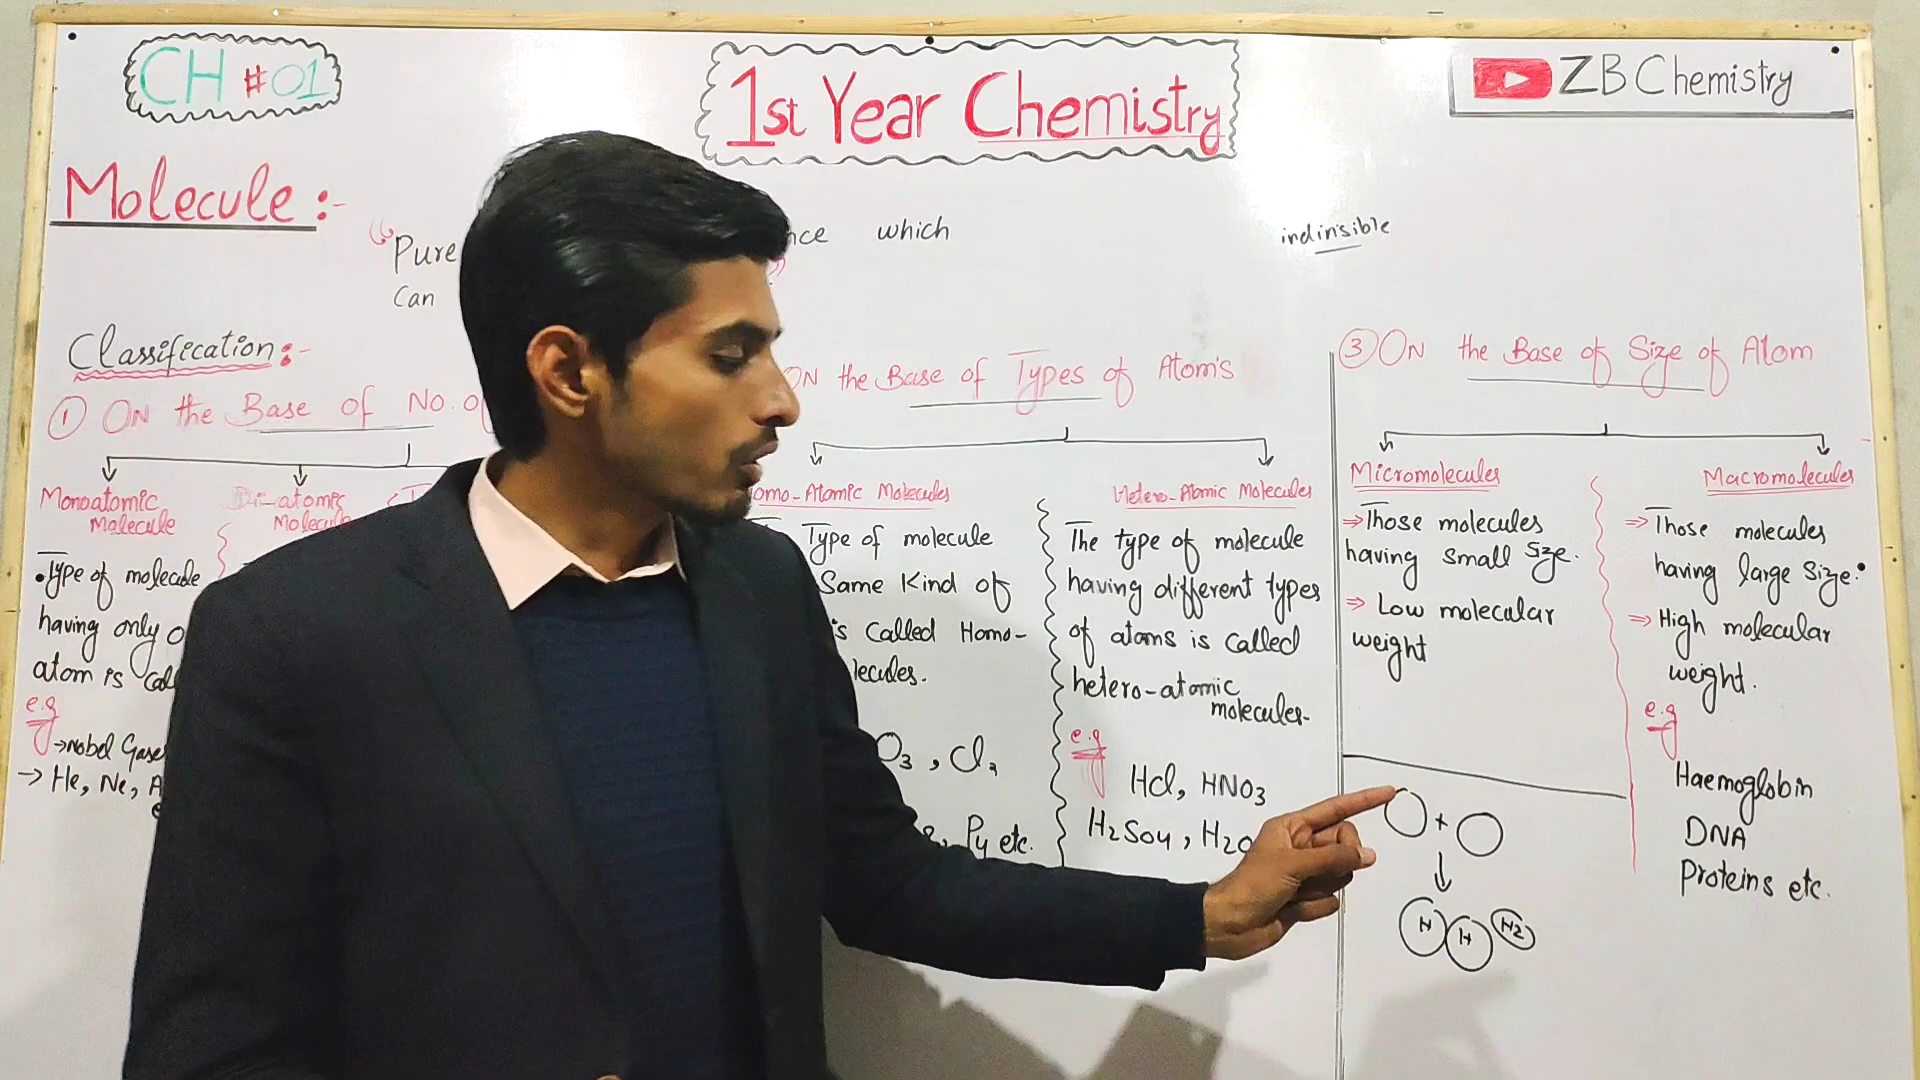 CH #01
1st Year Chemistry
ZB Chemistry
Molecule :-
“Pure which
indinisible
Can ”
Classification:-
① ON the Base of No. of
Monoatomic
Molecule
•Type of molecule
having only
atom is
e.g
→Nobel Gases
→ He, Ne,
Di-atomic
Molecule
ON the Base of Types of Atom's
Homo-Atomic Molecules
Type of molecule
Same Kind of
is Called Homo-
lecules.
O3, Cl2
P4 etc.
Hetero-Atomic Molecules
The type of molecule
having different types
of atoms is called
hetero-atomic
molecules.
e.g
HCl, HNO3
H2SO4, H2O
③ ON the Base of Size of Atom
Micromolecules
⇒Those molecules
having small Size.
⇒ Low molecular
weight
+
H H H2
Macromolecules
⇒Those molecules
having large Size.
⇒High molecular
weight.
e.g
Haemoglobin
DNA
Proteins etc.